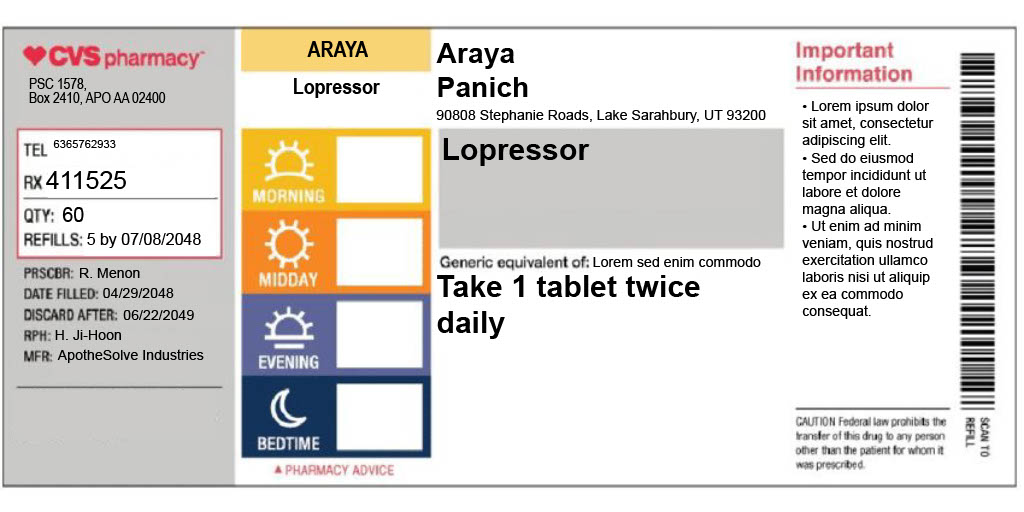 CVS pharmacy
PSC 1578,
Box 2410, APO AA 02400
TEL 6365762933
RX 411525
QTY: 60
REFILLS: 5 by 07/08/2048
PRSCBR: R. Menon
DATE FILLED: 04/29/2048
DISCARD AFTER: 06/22/2049
RPH: H. Ji-Hoon
MFR: ApotheSolve Industries
ARAYA
Lopressor
MORNING
MIDDAY
EVENING
BEDTIME
▲ PHARMACY ADVICE
Araya
Panich
90808 Stephanie Roads, Lake Sarahbury, UT 93200
Lopressor
Generic equivalent of: Lorem sed enim commodo
Take 1 tablet twice
daily
Important
Information
• Lorem ipsum dolor
sit amet, consectetur
adipiscing elit.
• Sed do eiusmod
tempor incididunt ut
labore et dolore
magna aliqua.
• Ut enim ad minim
veniam, quis nostrud
exercitation ullamco
laboris nisi ut aliquip
ex ea commodo
consequat.
CAUTION Federal law prohibits the
transfer of this drug to any person
other than the patient for whom it
was prescribed.
SCAN TO
REFILL